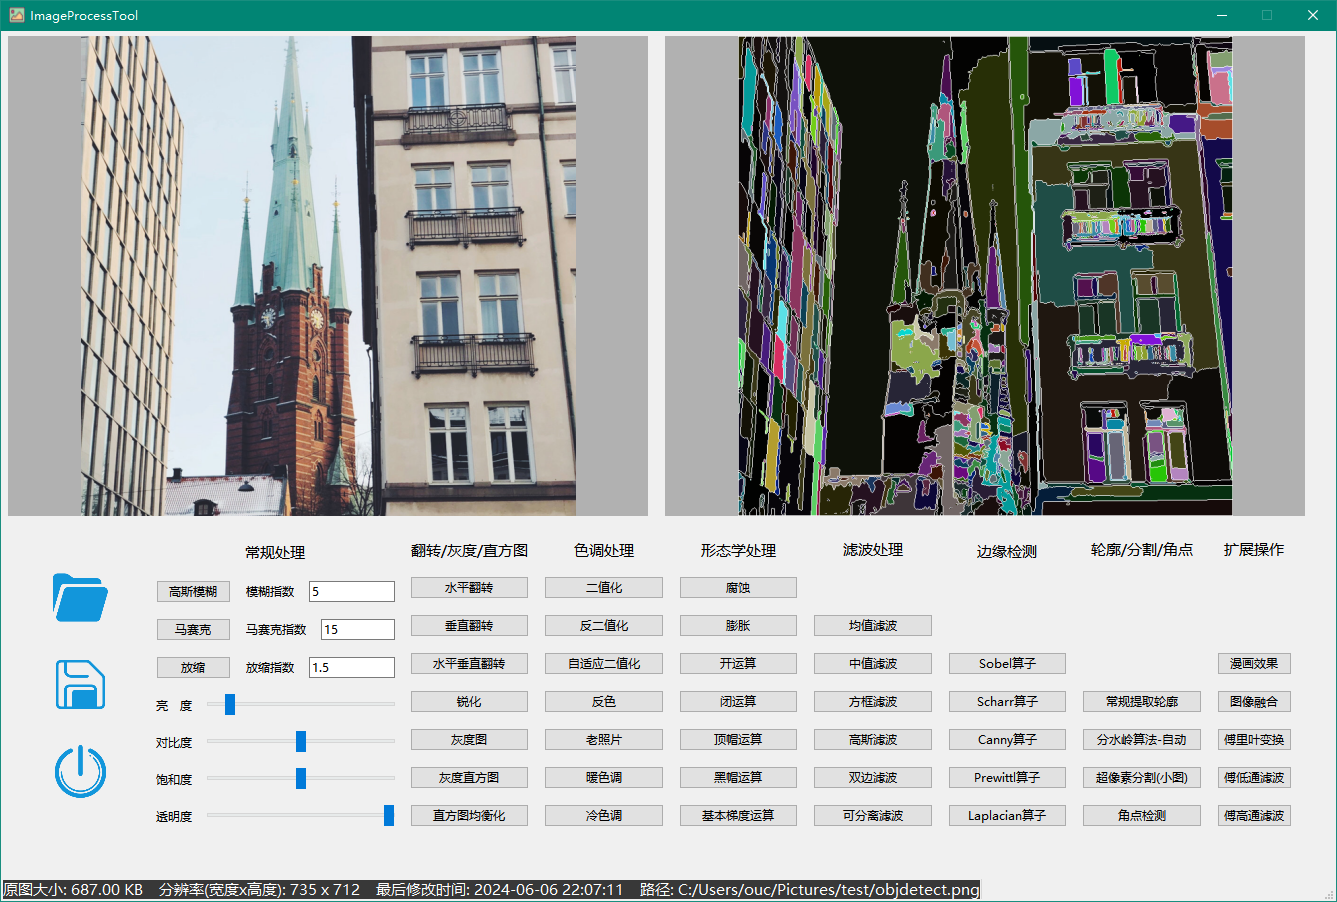 ImageProcessTool
常规处理 翻转/灰度/直方图 色调处理 形态学处理 滤波处理 边缘检测 轮廓/分割/角点 扩展操作
高斯模糊 模糊指数 5 水平翻转 二值化 腐蚀
马赛克 马赛克指数 15 垂直翻转 反二值化 膨胀 均值滤波
放缩 放缩指数 1.5 水平垂直翻转 自适应二值化 开运算 中值滤波 Sobel算子 漫画效果
亮 度 锐化 反色 闭运算 方框滤波 Scharr算子 常规提取轮廓 图像融合
对比度 灰度图 老照片 顶帽运算 高斯滤波 Canny算子 分水岭算法-自动 傅里叶变换
饱和度 灰度直方图 暖色调 黑帽运算 双边滤波 Prewittl算子 超像素分割(小图) 傅低通滤波
透明度 直方图均衡化 冷色调 基本梯度运算 可分离滤波 Laplacian算子 角点检测 傅高通滤波
原图大小: 687.00 KB 分辨率(宽度x高度): 735 x 712 最后修改时间: 2024-06-06 22:07:11 路径: C:/Users/ouc/Pictures/test/objdetect.png